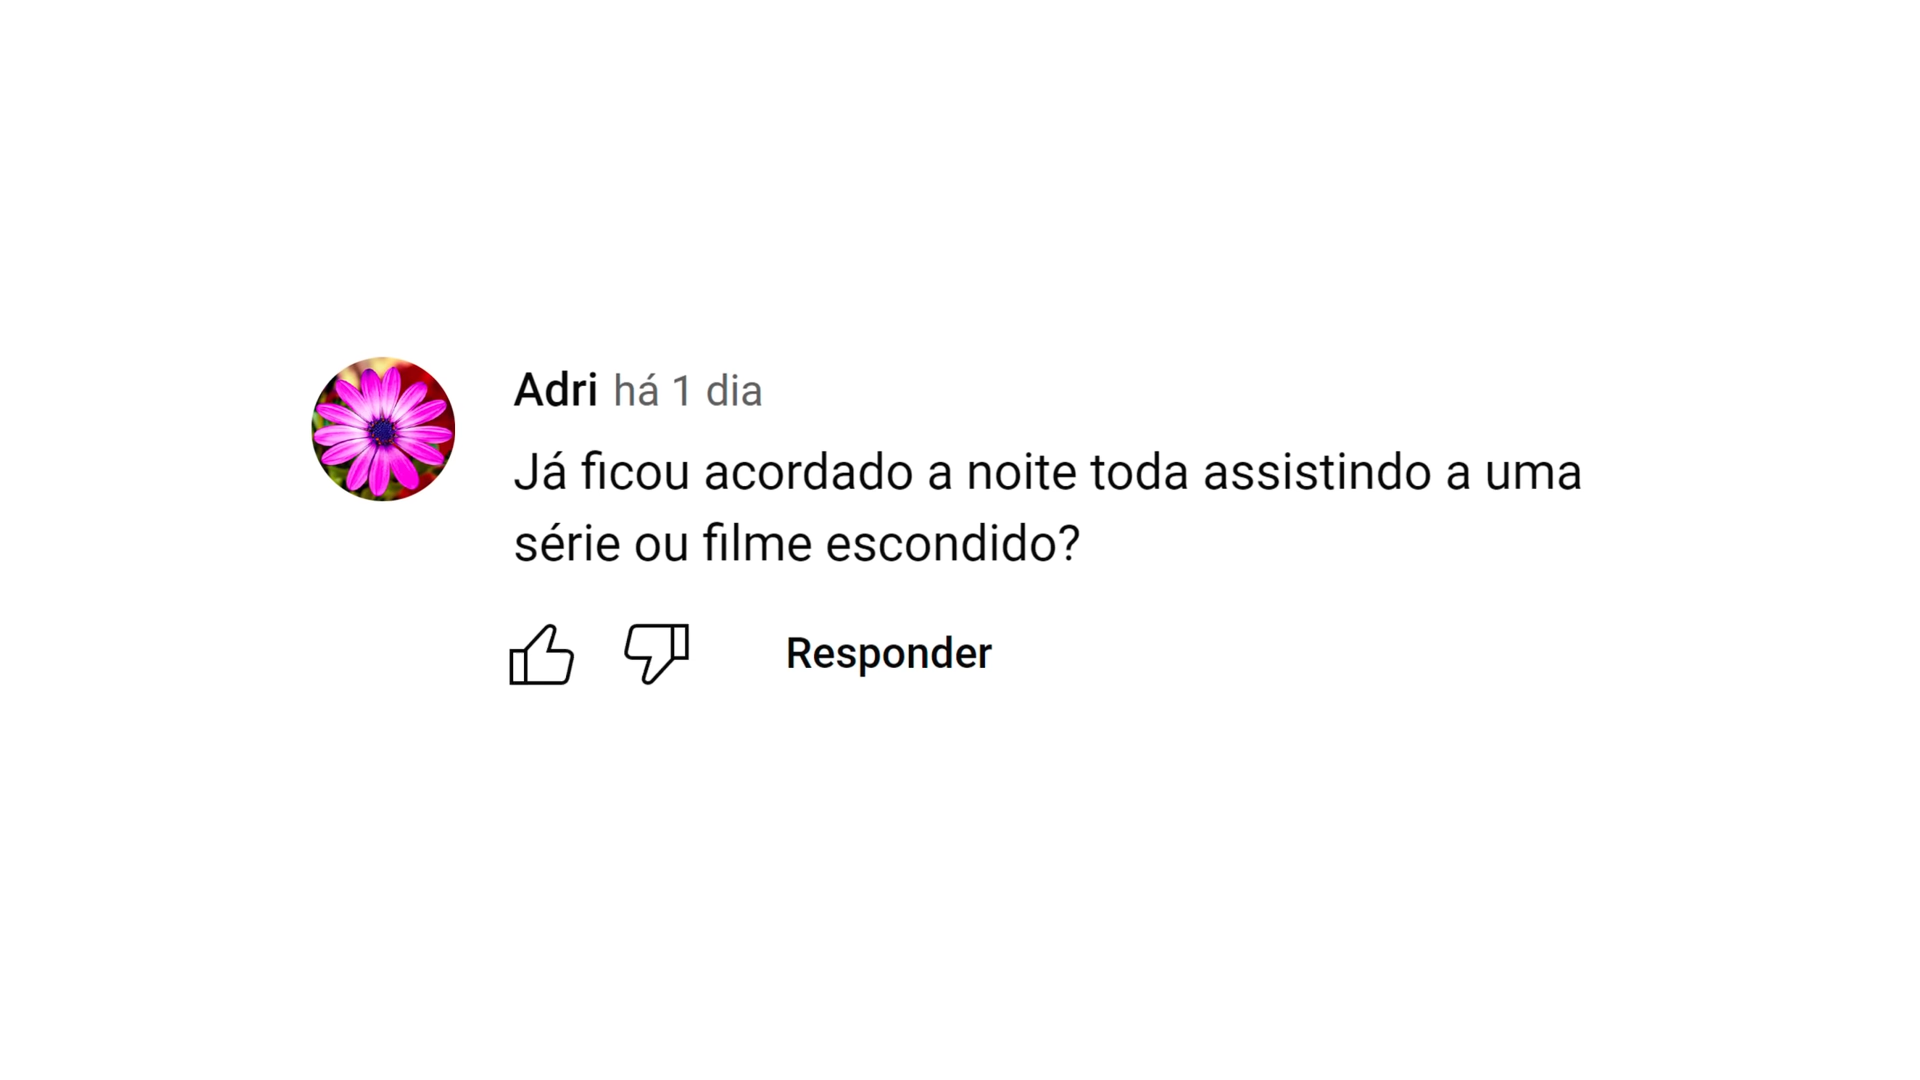 Adri há 1 dia
Já ficou acordado a noite toda assistindo a uma
série ou filme escondido?
Responder